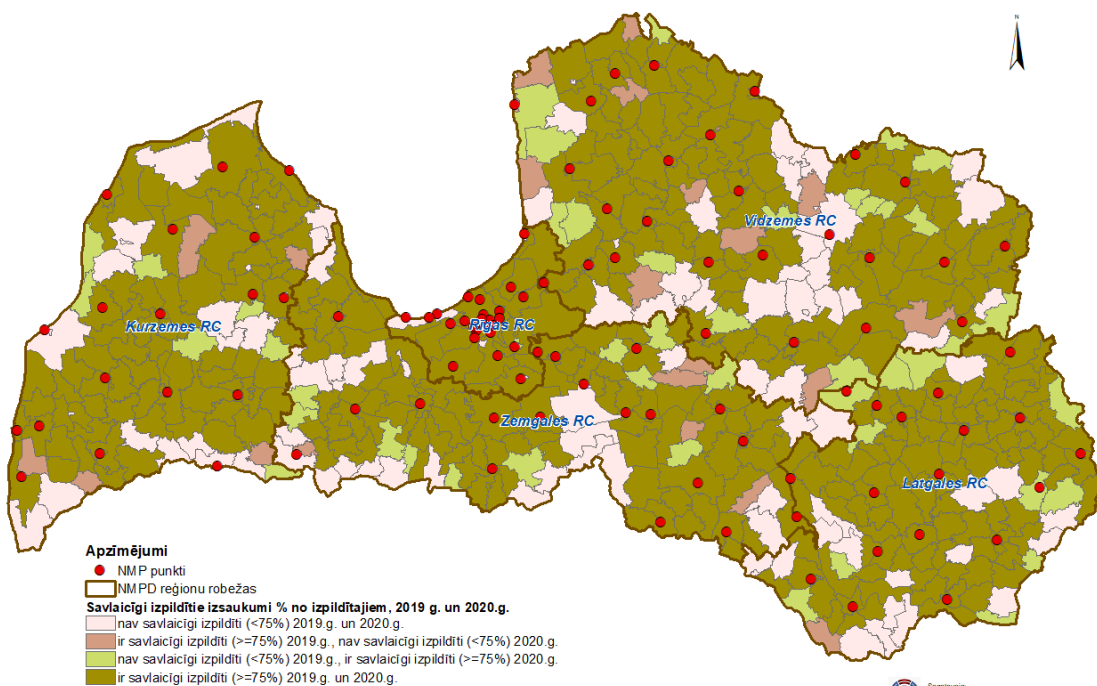 N
Vidzemes RC
Kurzemes RC
Rīgas RC
Zemgales RC
Latgales RC
Apzīmējumi
NMP punkti
NMPD reģionu robežas
Savlaicīgi izpildītie izsaukumi % no izpildītajiem, 2019 g. un 2020.g.
nav savlaicīgi izpildīti (<75%) 2019.g. un 2020.g.
ir savlaicīgi izpildīti (>=75%) 2019.g., nav savlaicīgi izpildīti (<75%) 2020.g.
nav savlaicīgi izpildīti (<75%) 2019.g., ir savlaicīgi izpildīti (>=75%) 2020.g.
ir savlaicīgi izpildīti (>=75%) 2019.g. un 2020.g.